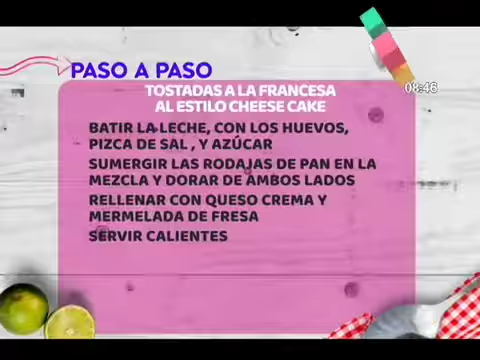 PASO A PASO
08:46
TOSTADAS A LA FRANCESA
AL ESTILO CHEESE CAKE
BATIR LA LECHE, CON LOS HUEVOS,
PIZCA DE SAL , Y AZÚCAR
SUMERGIR LAS RODAJAS DE PAN EN LA
MEZCLA Y DORAR DE AMBOS LADOS
RELLENAR CON QUESO CREMA Y
MERMELADA DE FRESA
SERVIR CALIENTES